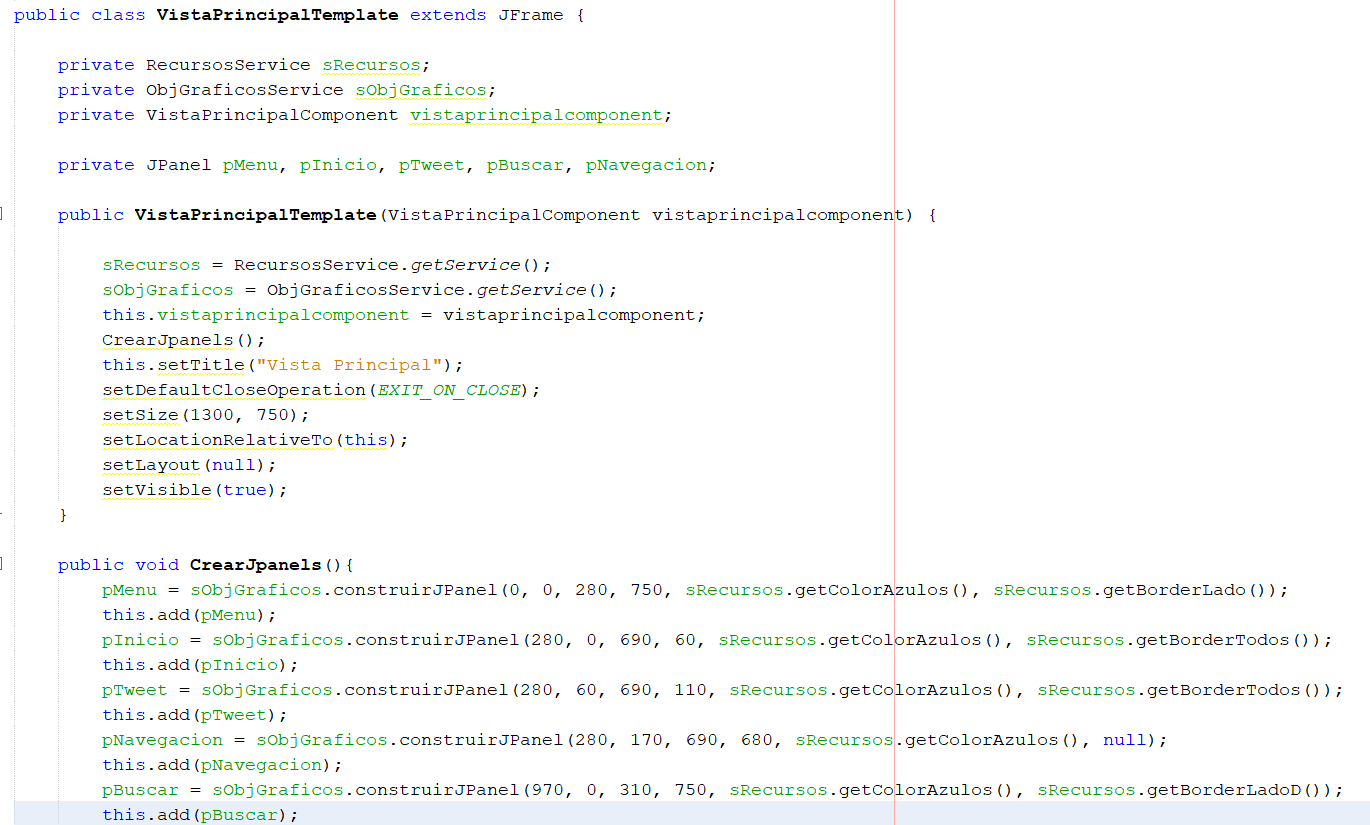 public class VistaPrincipalTemplate extends JFrame {
private RecursosService sRecursos;
private ObjGraficosService sObjGraficos;
private VistaPrincipalComponent vistaprincipalcomponent;
private JPanel pMenu, pInicio, pTweet, pBuscar, pNavegacion;
public VistaPrincipalTemplate(VistaPrincipalComponent vistaprincipalcomponent) {
sRecursos = RecursosService.getService();
sObjGraficos = ObjGraficosService.getService();
this.vistaprincipalcomponent = vistaprincipalcomponent;
CrearJpanels();
this.setTitle("Vista Principal");
setDefaultCloseOperation(EXIT_ON_CLOSE);
setSize(1300, 750);
setLocationRelativeTo(this);
setLayout(null);
setVisible(true);
}
public void CrearJpanels(){
pMenu = sObjGraficos.construirJPanel(0, 0, 280, 750, sRecursos.getColorAzulos(), sRecursos.getBorderLado());
this.add(pMenu);
pInicio = sObjGraficos.construirJPanel(280, 0, 690, 60, sRecursos.getColorAzulos(), sRecursos.getBorderTodos());
this.add(pInicio);
pTweet = sObjGraficos.construirJPanel(280, 60, 690, 110, sRecursos.getColorAzulos(), sRecursos.getBorderTodos());
this.add(pTweet);
pNavegacion = sObjGraficos.construirJPanel(280, 170, 690, 680, sRecursos.getColorAzulos(), null);
this.add(pNavegacion);
pBuscar = sObjGraficos.construirJPanel(970, 0, 310, 750, sRecursos.getColorAzulos(), sRecursos.getBorderLadoD());
this.add(pBuscar);